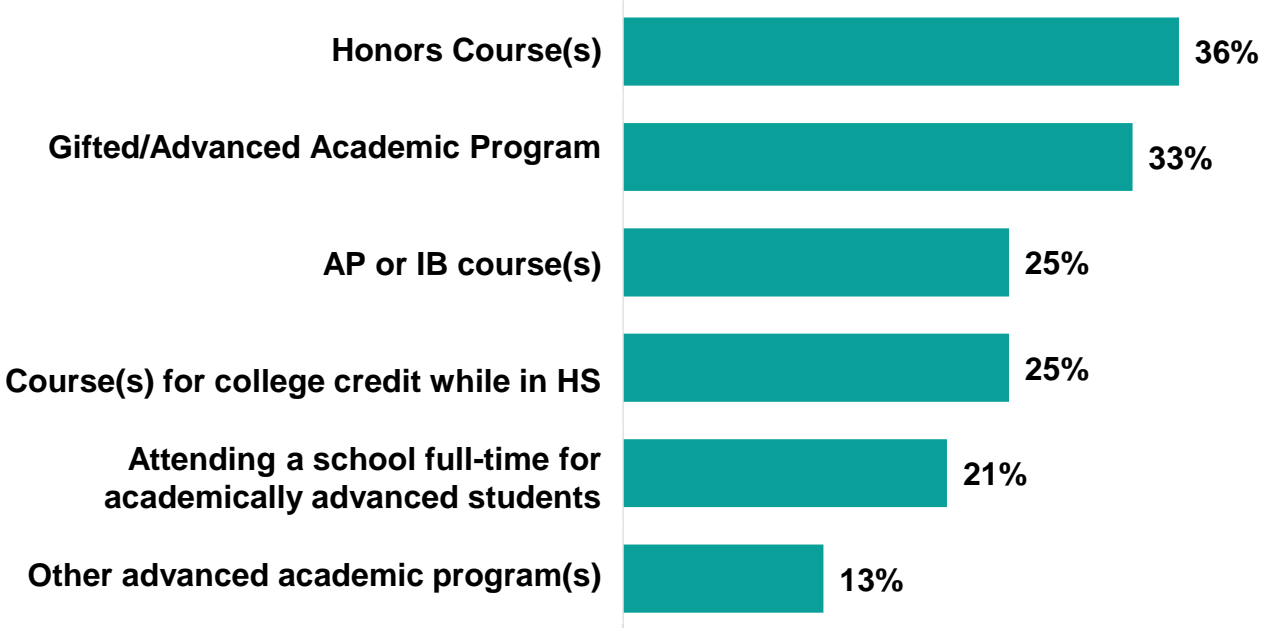 Honors Course(s)
36%
Gifted/Advanced Academic Program
33%
AP or IB course(s)
25%
Course(s) for college credit while in HS
25%
Attending a school full-time for
academically advanced students
21%
Other advanced academic program(s)
13%